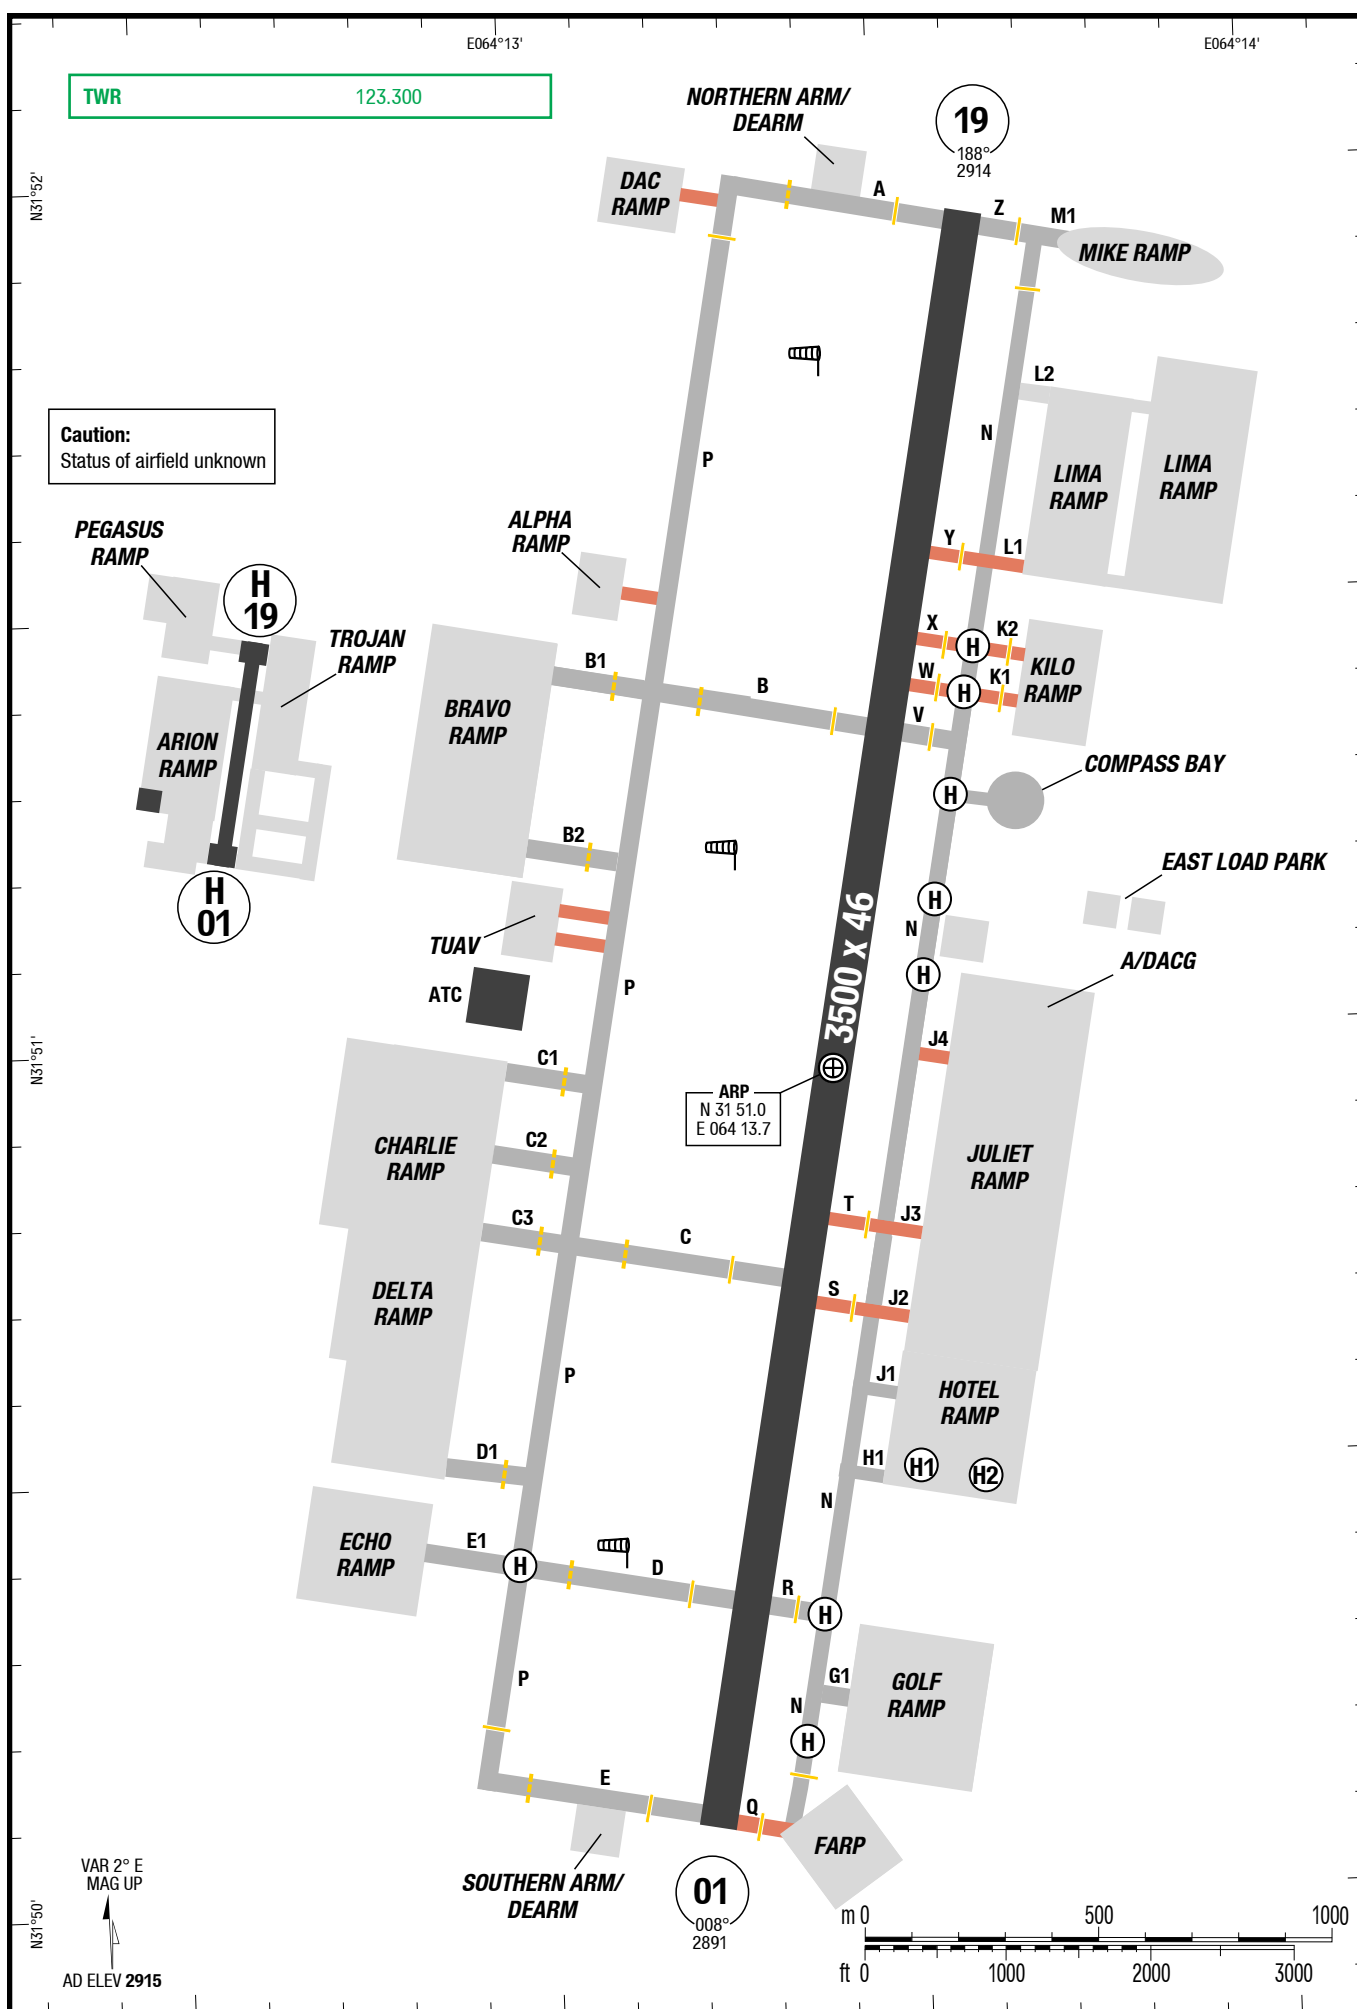 E064°13'
E064°14'
TWR 123.300
NORTHERN ARM/
DEARM
19
188°
2914
N31°52'
DAC
RAMP
A
Z
M1
MIKE RAMP
L2
Caution:
Status of airfield unknown
P
N
LIMA
RAMP
LIMA
RAMP
PEGASUS
RAMP
ALPHA
RAMP
Y
L1
H
19
TROJAN
RAMP
X
H
K2
KILO
RAMP
B1
B
W
H
K1
BRAVO
RAMP
V
ARION
RAMP
COMPASS BAY
H
B2
EAST LOAD PARK
H
01
H
N
TUAV
A/DACG
H
P
ATC
3500 x 46
J4
N31°51'
C1
ARP
N 31 51.0
E 064 13.7
CHARLIE
RAMP
C2
JULIET
RAMP
C3
C
T
J3
DELTA
RAMP
S
J2
P
J1
HOTEL
RAMP
D1
H1
H1
H2
N
ECHO
RAMP
E1
H
D
R
H
P
G1
GOLF
RAMP
N
H
E
Q
FARP
SOUTHERN ARM/
DEARM
01
008°
2891
VAR 2° E
MAG UP
N31°50'
AD ELEV 2915
m 0 500 1000
ft 0 1000 2000 3000